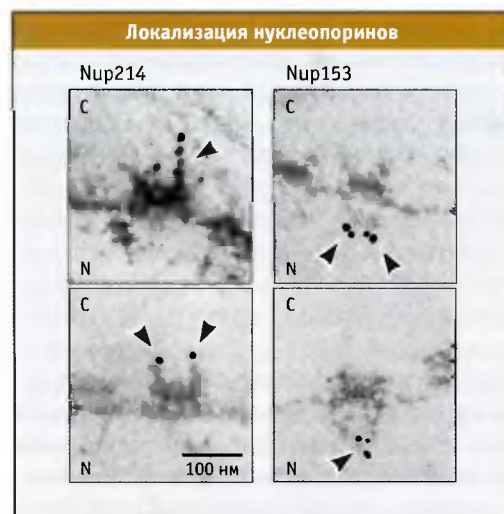 Локализация нуклеопоринов
Nup214 Nup153
C C
N N
C C
N 100 нм N